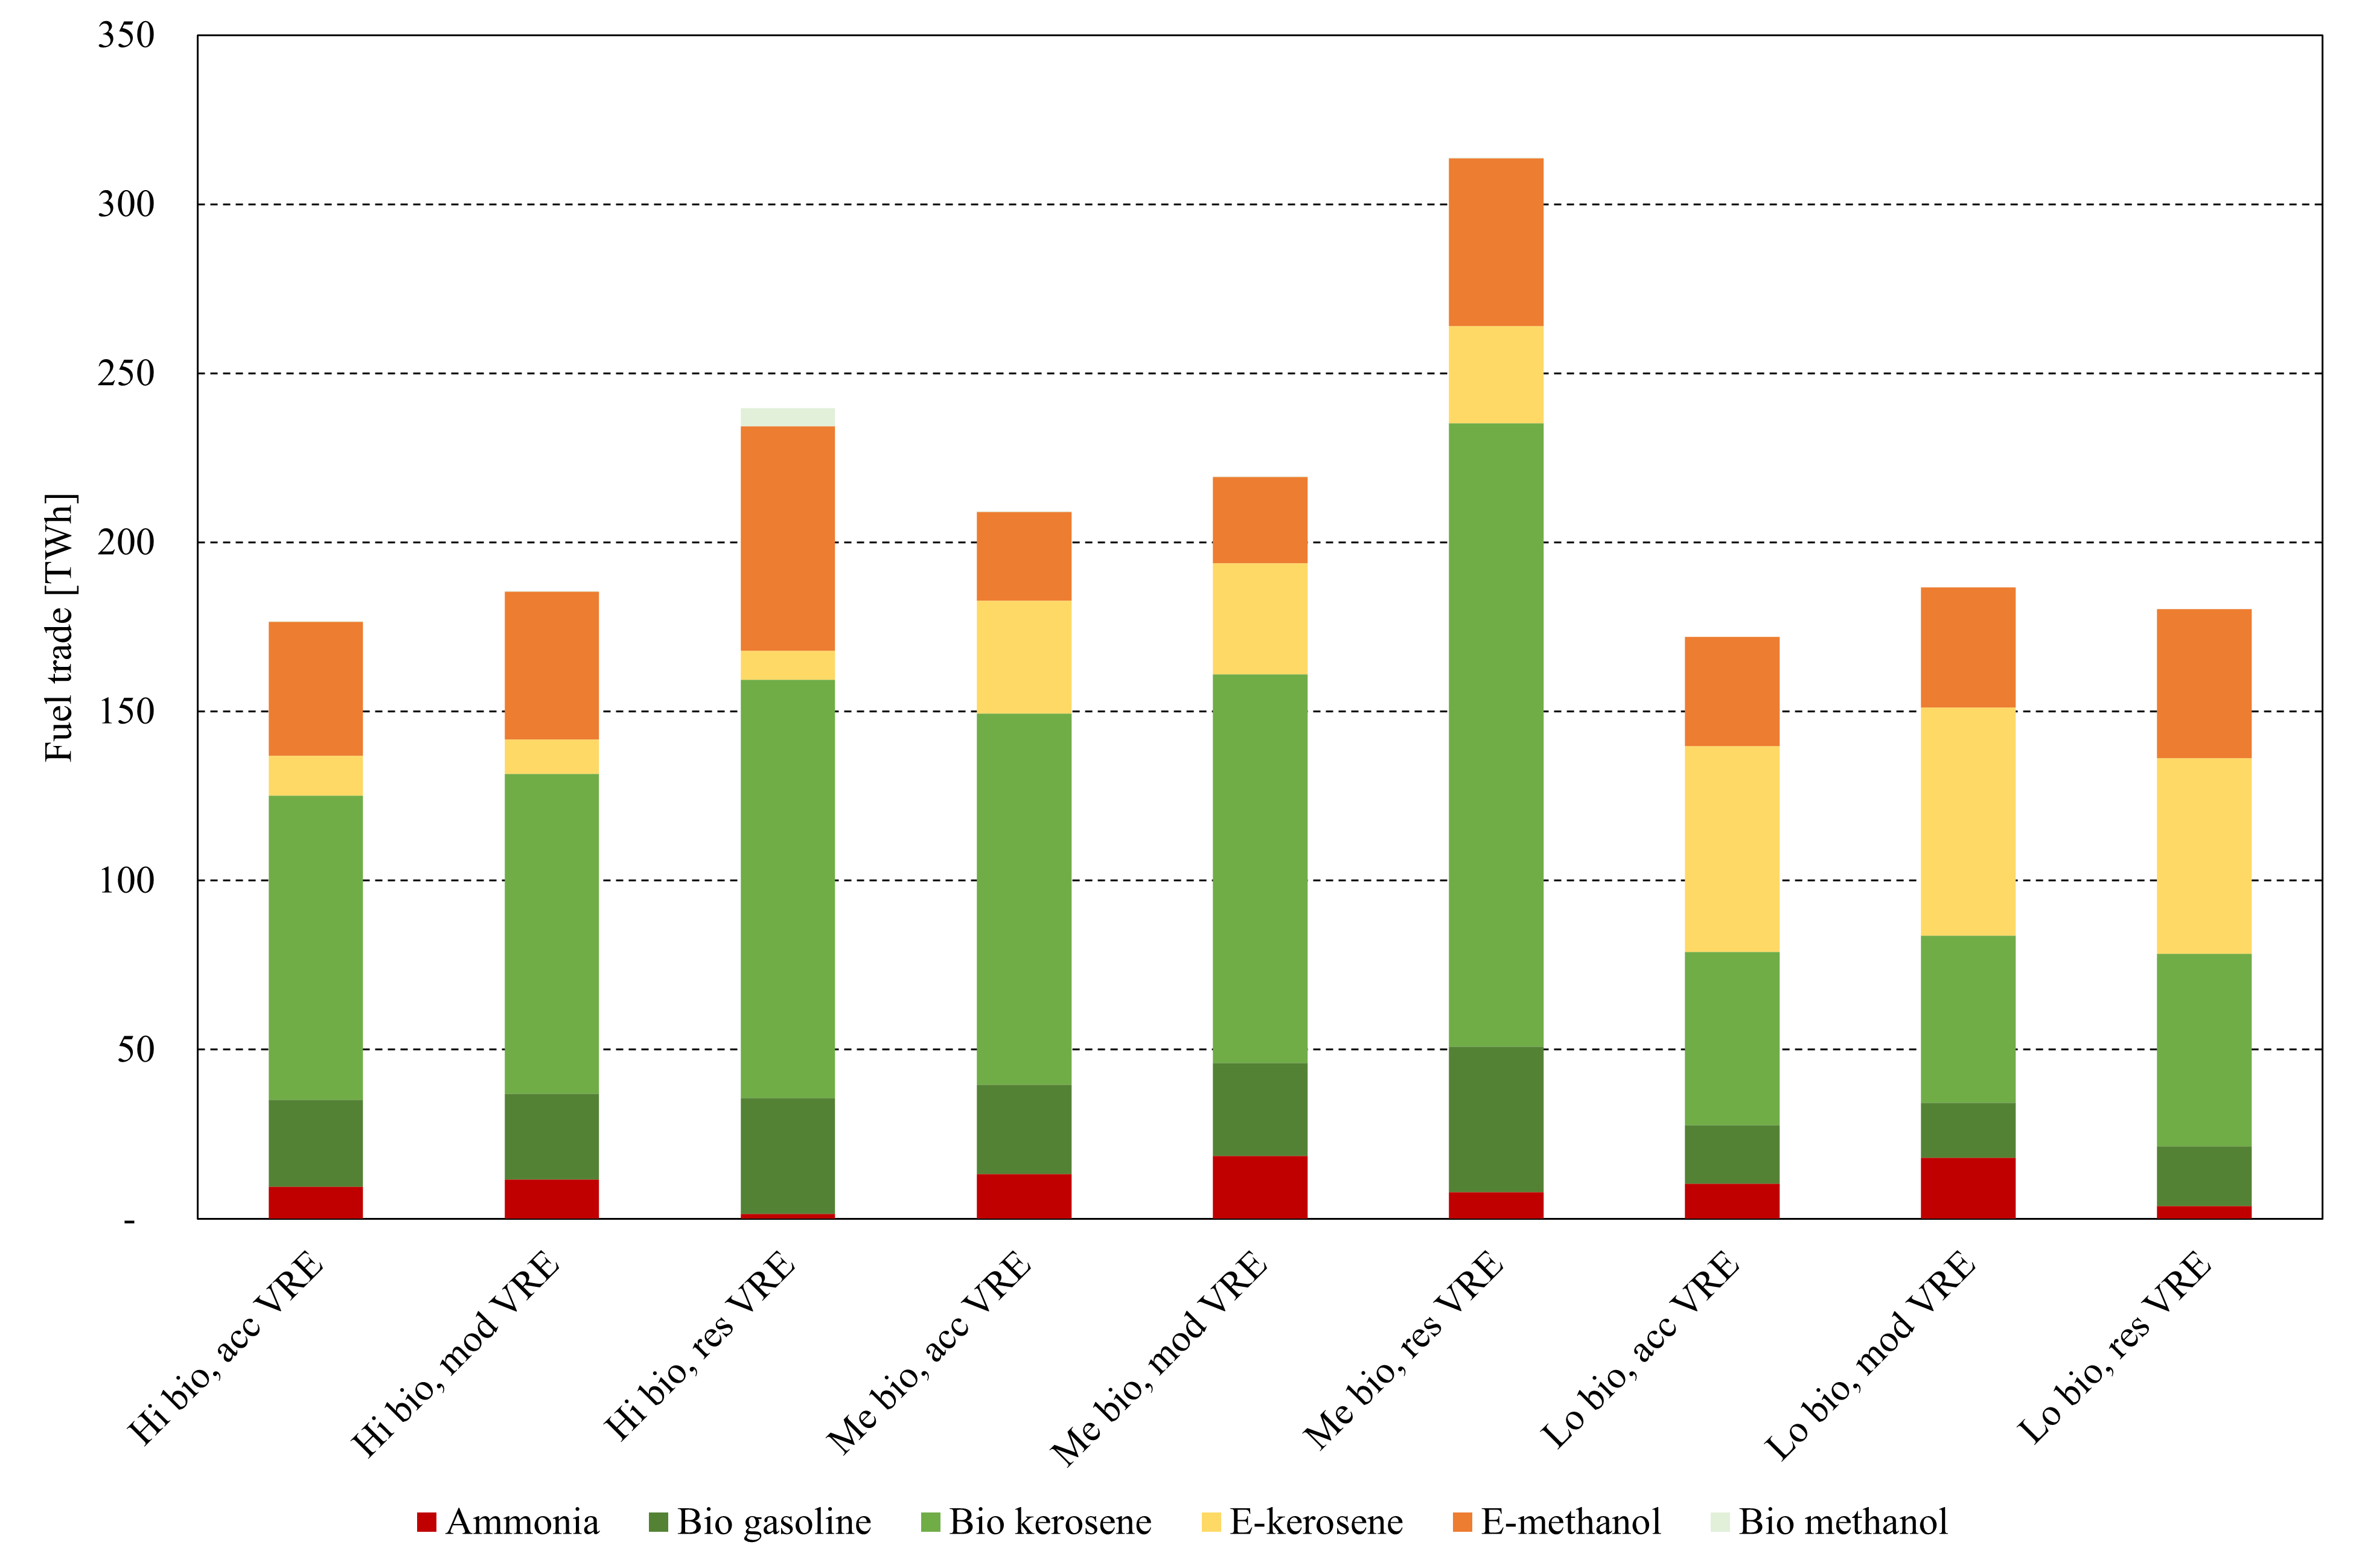 350
300
250
200
150
100
50
-
Fuel trade [TWh]
Hi bio, acc VRE
Hi bio, mod VRE
Hi bio, res VRE
Me bio, acc VRE
Me bio, mod VRE
Me bio, res VRE
Lo bio, acc VRE
Lo bio, mod VRE
Lo bio, res VRE
Ammonia Bio gasoline Bio kerosene E-kerosene E-methanol Bio methanol